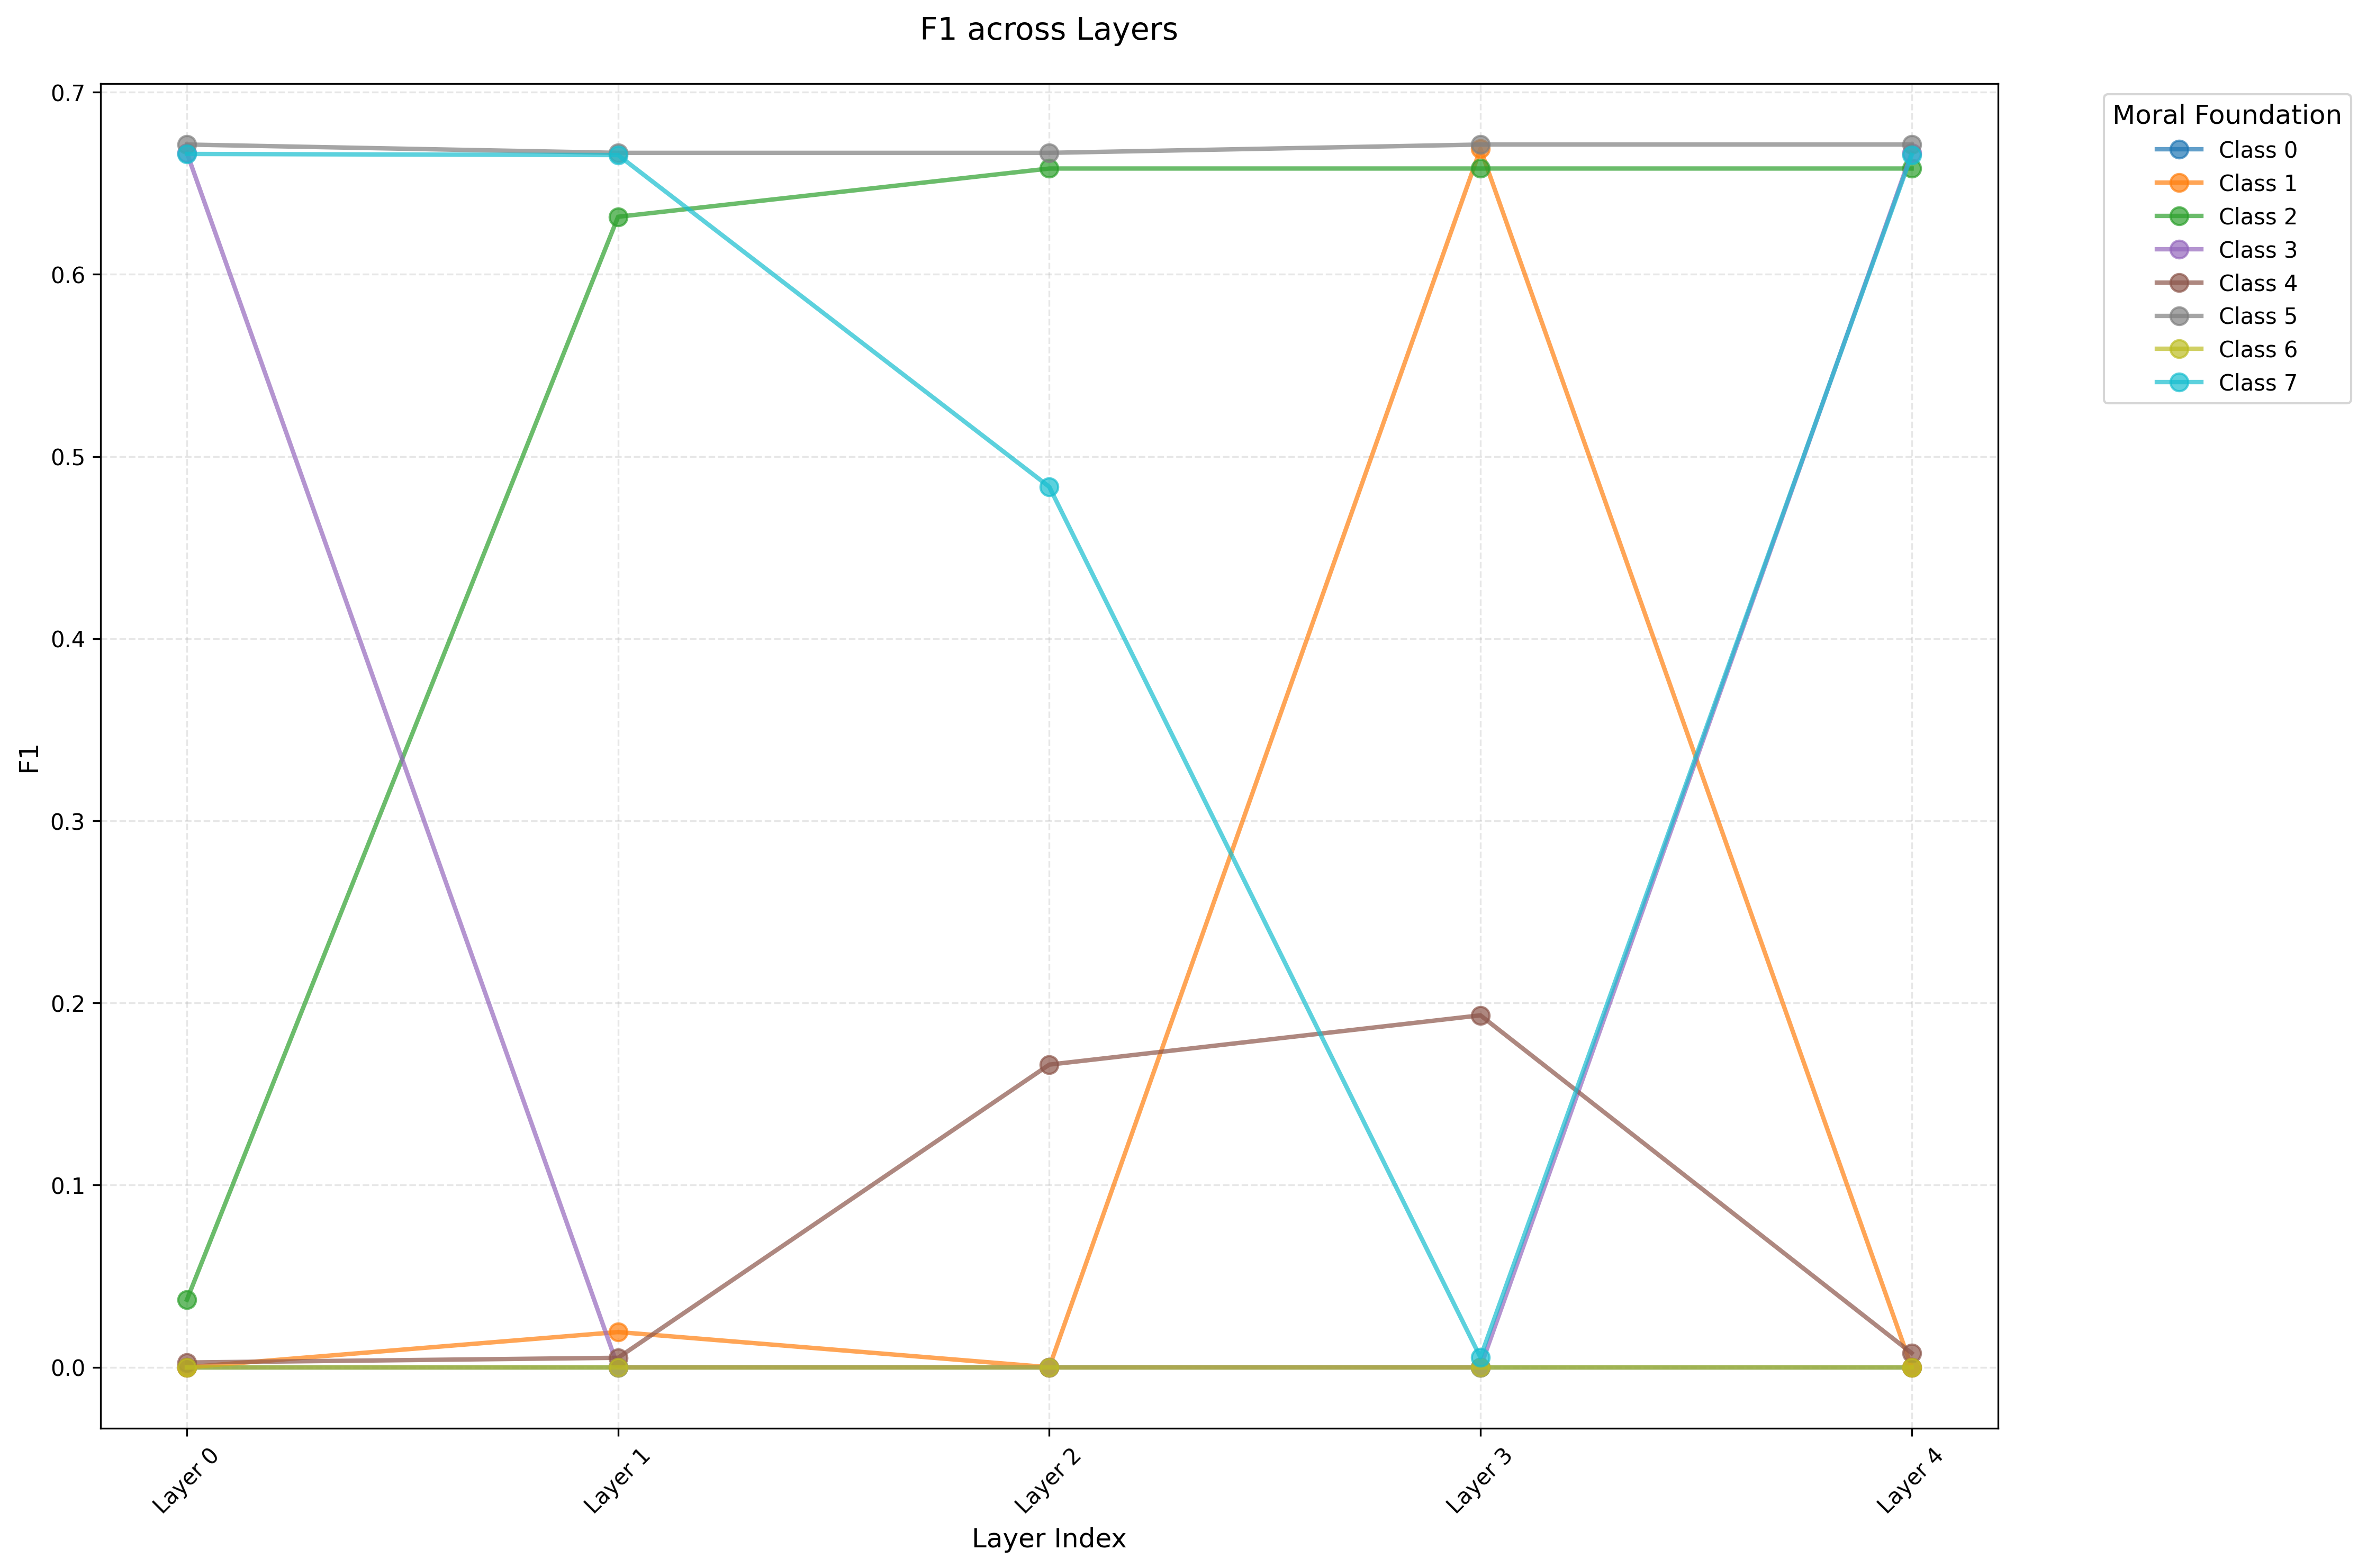 F1 across Layers
0.7
0.6
0.5
0.4
0.3
0.2
0.1
0.0
F1
Layer 0
Layer 1
Layer 2
Layer 3
Layer 4
Layer Index
Moral Foundation
Class 0
Class 1
Class 2
Class 3
Class 4
Class 5
Class 6
Class 7